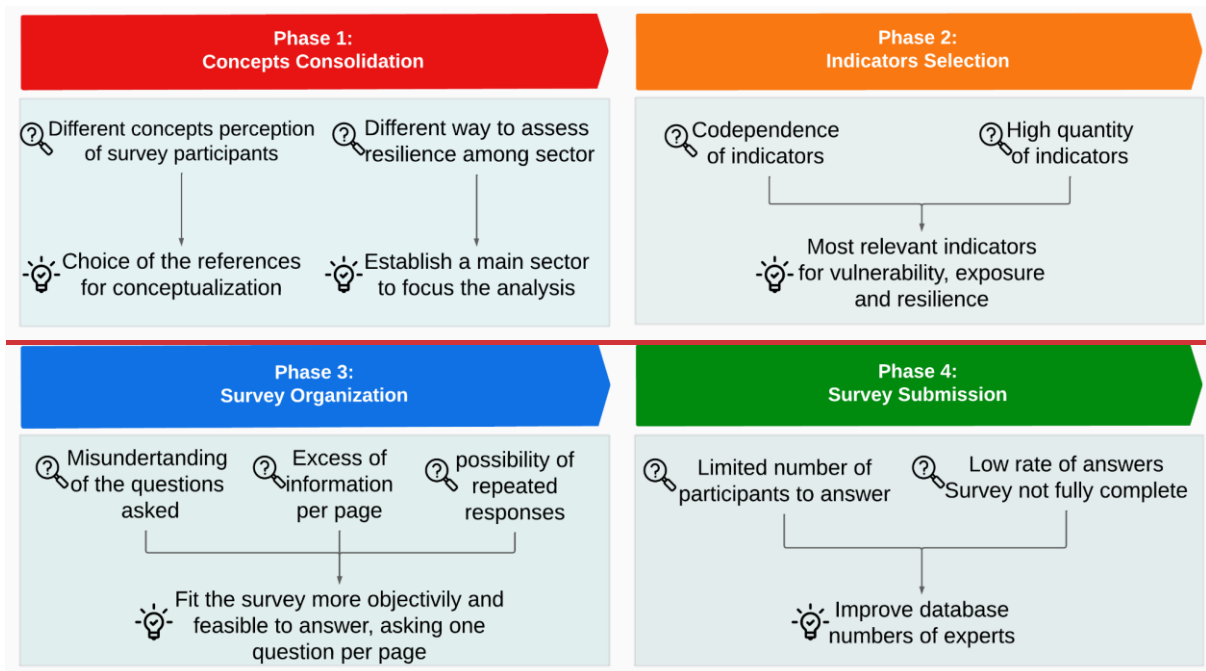 Phase 1:
Concepts Consolidation
Different concepts perception
of survey participants
Different way to assess
resilience among sector
Choice of the references
for conceptualization
Establish a main sector
to focus the analysis
Phase 2:
Indicators Selection
Codependence
of indicators
High quantity
of indicators
Most relevant indicators
for vulnerability, exposure
and resilience
Phase 3:
Survey Organization
Misundertanding
of the questions
asked
Excess of
information
per page
possibility of
repeated
responses
Fit the survey more objectivily and
feasible to answer, asking one
question per page
Phase 4:
Survey Submission
Limited number of
participants to answer
Low rate of answers
Survey not fully complete
Improve database
numbers of experts